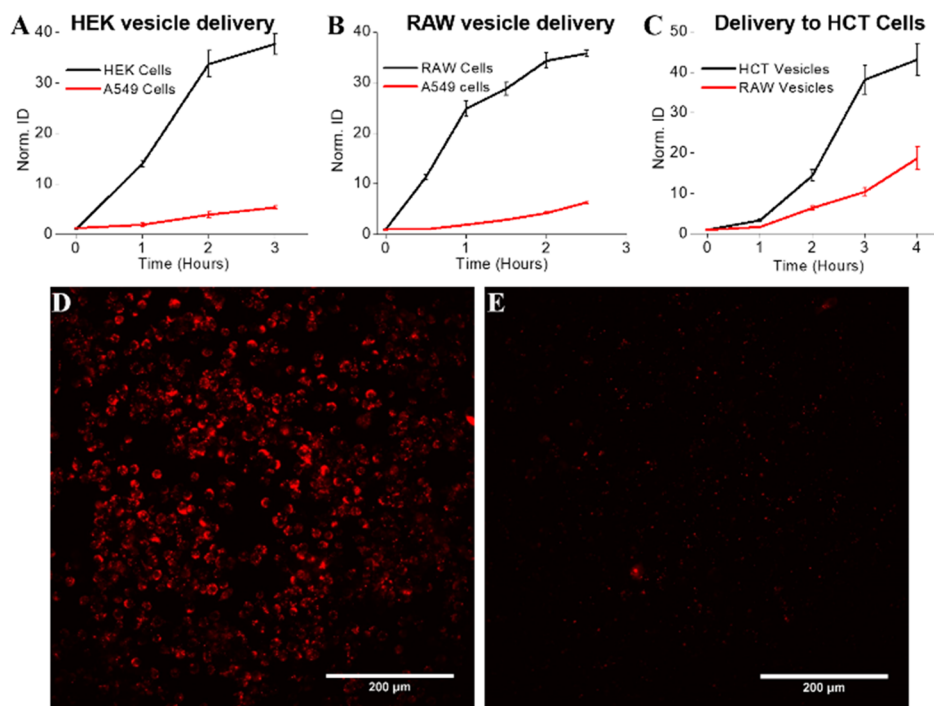 A HEK vesicle delivery
40
30
20
10
0
Norm. ID
HEK Cells
A549 Cells
0 1 2 3
Time (Hours)
B RAW vesicle delivery
40
30
20
10
0
Norm. ID
RAW Cells
A549 cells
0 1 2 3
Time (Hours)
C Delivery to HCT Cells
50
40
30
20
10
0
Norm. ID
HCT Vesicles
RAW Vesicles
0 1 2 3 4
Time (Hours)
D
200 µm
E
200 µm